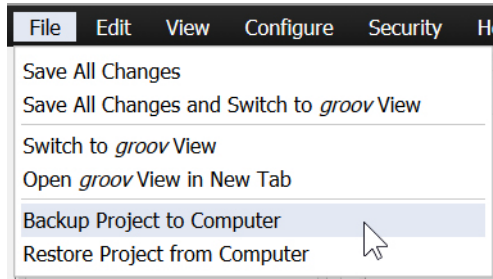 File Edit View Configure Security
Save All Changes
Save All Changes and Switch to groov View
Switch to groov View
Open groov View in New Tab
Backup Project to Computer
Restore Project from Computer